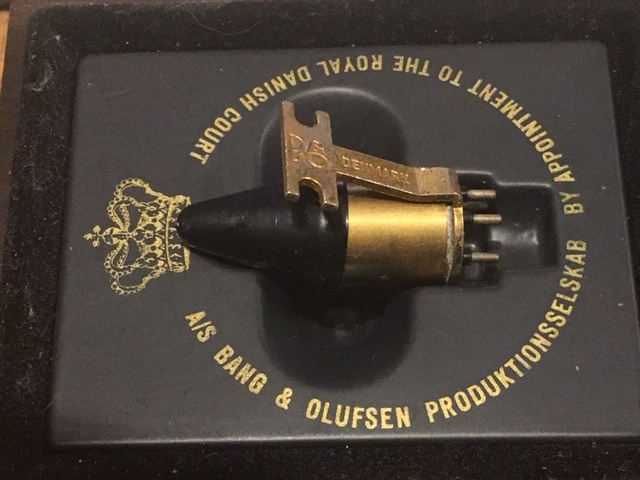 BY APPOINTMENT TO THE ROYAL DANISH COURT
A/S BANG & OLUFSEN PRODUKTIONSSELSKAB
B&O
DENMARK